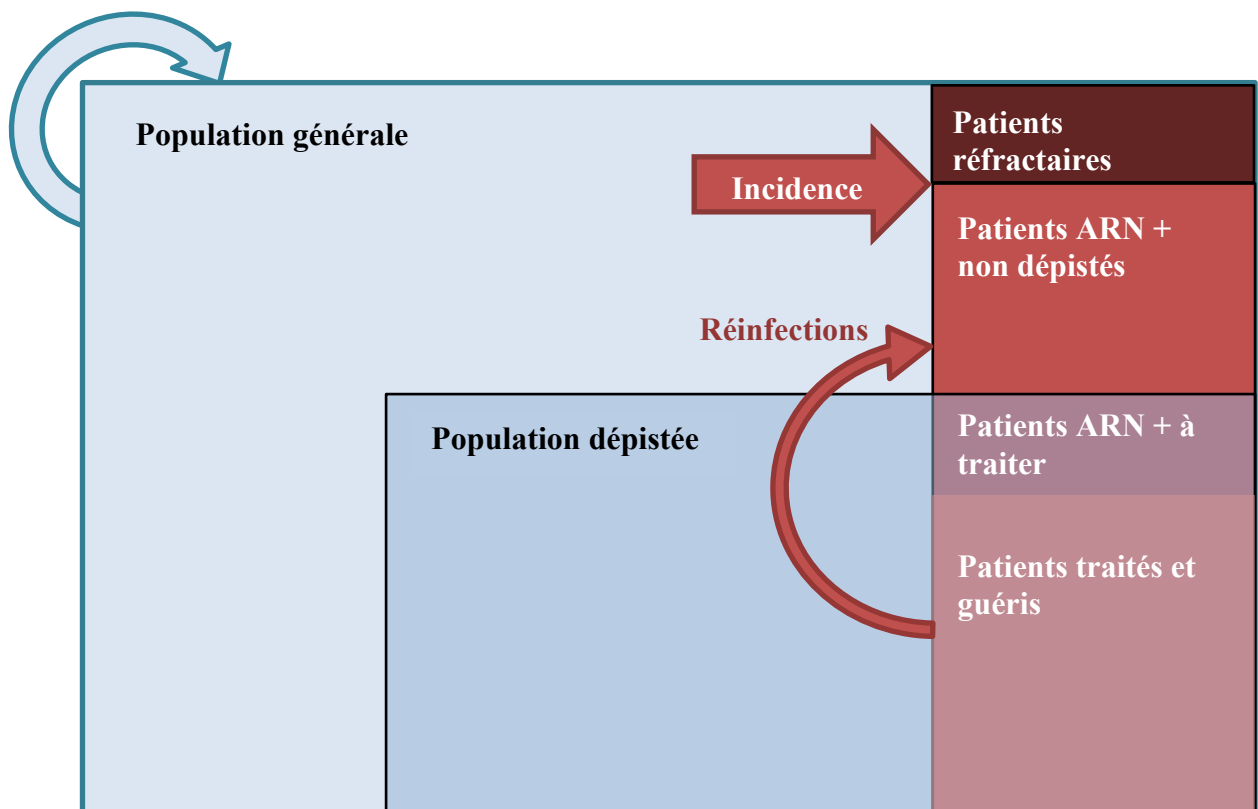 Population générale
Patients
réfractaires
Incidence
Patients ARN +
non dépistés
Réinfections
Population dépistée
Patients ARN + à
traiter
Patients traités et
guéris